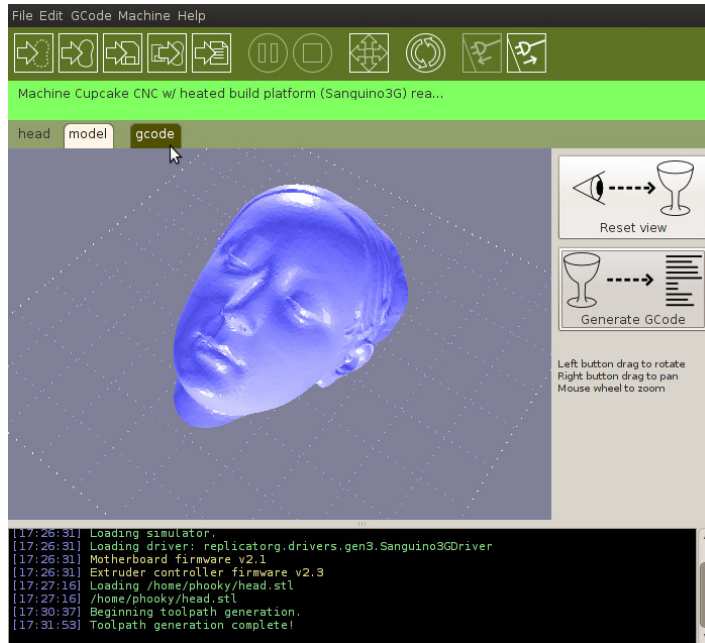 File Edit GCode Machine Help
Machine Cupcake CNC w/ heated build platform (Sanguino3G) rea...
head model gcode
Reset view
Generate GCode
Left button drag to rotate
Right button drag to pan
Mouse wheel to zoom
[17:26:31] Loading simulator.
[17:26:31] Loading driver: replicatorg.drivers.gen3.Sanguino3GDriver
[17:26:31] Motherboard firmware v2.1
[17:26:31] Extruder controller firmware v2.3
[17:27:16] Loading /home/phooky/head.stl
[17:27:16] /home/phooky/head.stl
[17:30:37] Beginning toolpath generation.
[17:31:53] Toolpath generation complete!